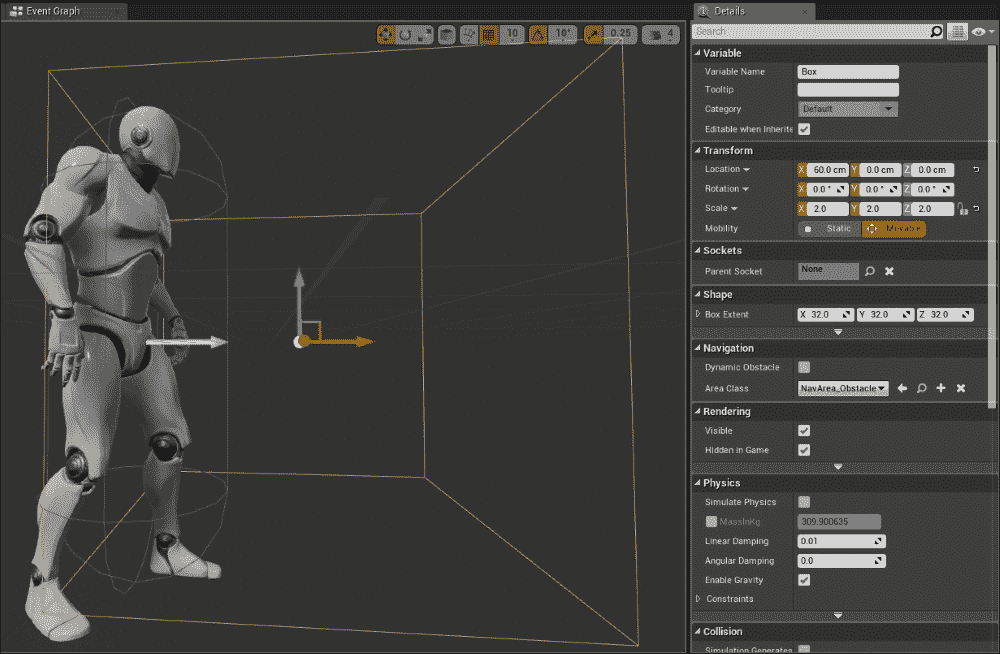 Event Graph
10 10° 0.25 4
Details
Search
Variable
Variable Name Box
Tooltip
Category Default
Editable when Inherite
Transform
Location X 60.0 cm Y 0.0 cm Z 0.0 cm
Rotation X 0.0 ° Y 0.0 ° Z 0.0 °
Scale X 2.0 Y 2.0 Z 2.0
Mobility Static Movable
Sockets
Parent Socket None
Shape
Box Extent X 32.0 Y 32.0 Z 32.0
Navigation
Dynamic Obstacle
Area Class NavArea_Obstacle
Rendering
Visible
Hidden in Game
Physics
Simulate Physics
MassInKg 309.900635
Linear Damping 0.01
Angular Damping 0.0
Enable Gravity
Constraints
Collision
Simulation Generates